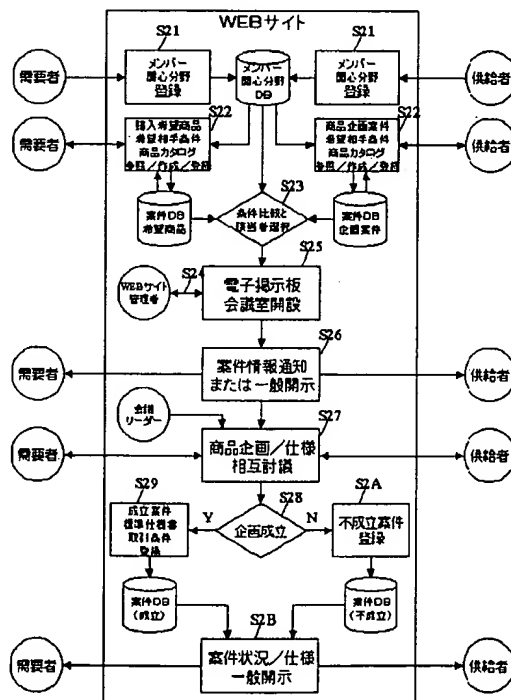 WEBサイト
S21
S21
需要者
メンバー
関心分野
登録
メンバー
関心分野
DB
メンバー
関心分野
登録
供給者
S22
S22
需要者
購入希望商品
希望相手条件
商品カタログ
参照/作成/登録
商品企画案件
希望相手条件
商品カタログ
参照/作成/登録
供給者
S23
案件DB
希望商品
条件比較と
該当者選択
案件DB
企画案件
S25
WEBサイト
管理者
S24
電子掲示板
会議室開設
S26
需要者
案件情報通知
または一般開示
供給者
会議
リーダー
S27
需要者
商品企画/仕様
相互討議
供給者
S28
S29
S2A
成立案件
標準仕様書
取引条件
登録
Y
企画成立
N
不成立案件
登録
案件DB
(成立)
案件DB
(不成立)
S2B
需要者
案件状況/仕様
一般開示
供給者